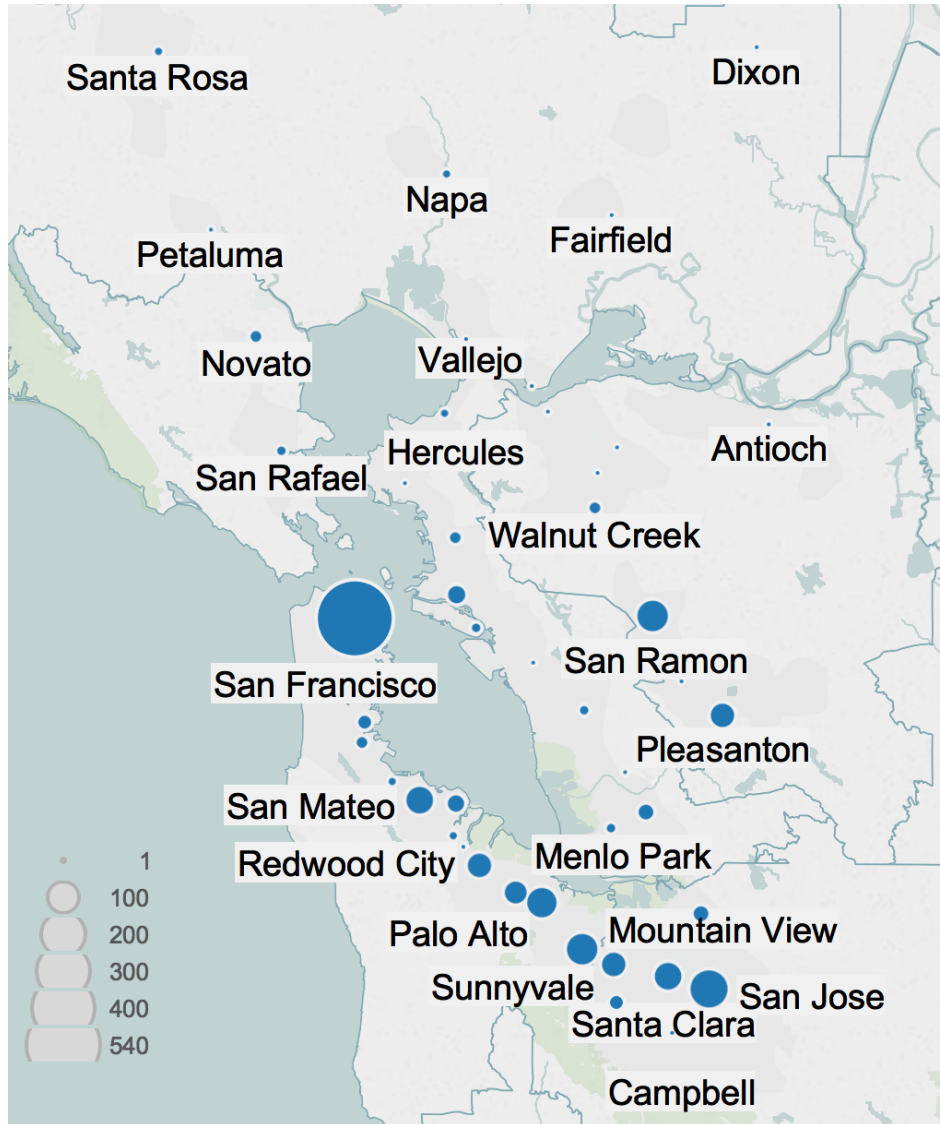 Santa Rosa
Dixon
Napa
Petaluma
Fairfield
Novato
Vallejo
Hercules
Antioch
San Rafael
Walnut Creek
San Francisco
San Ramon
Pleasanton
San Mateo
Redwood City
Menlo Park
Palo Alto
Mountain View
Sunnyvale
San Jose
Santa Clara
Campbell
1
100
200
300
400
540